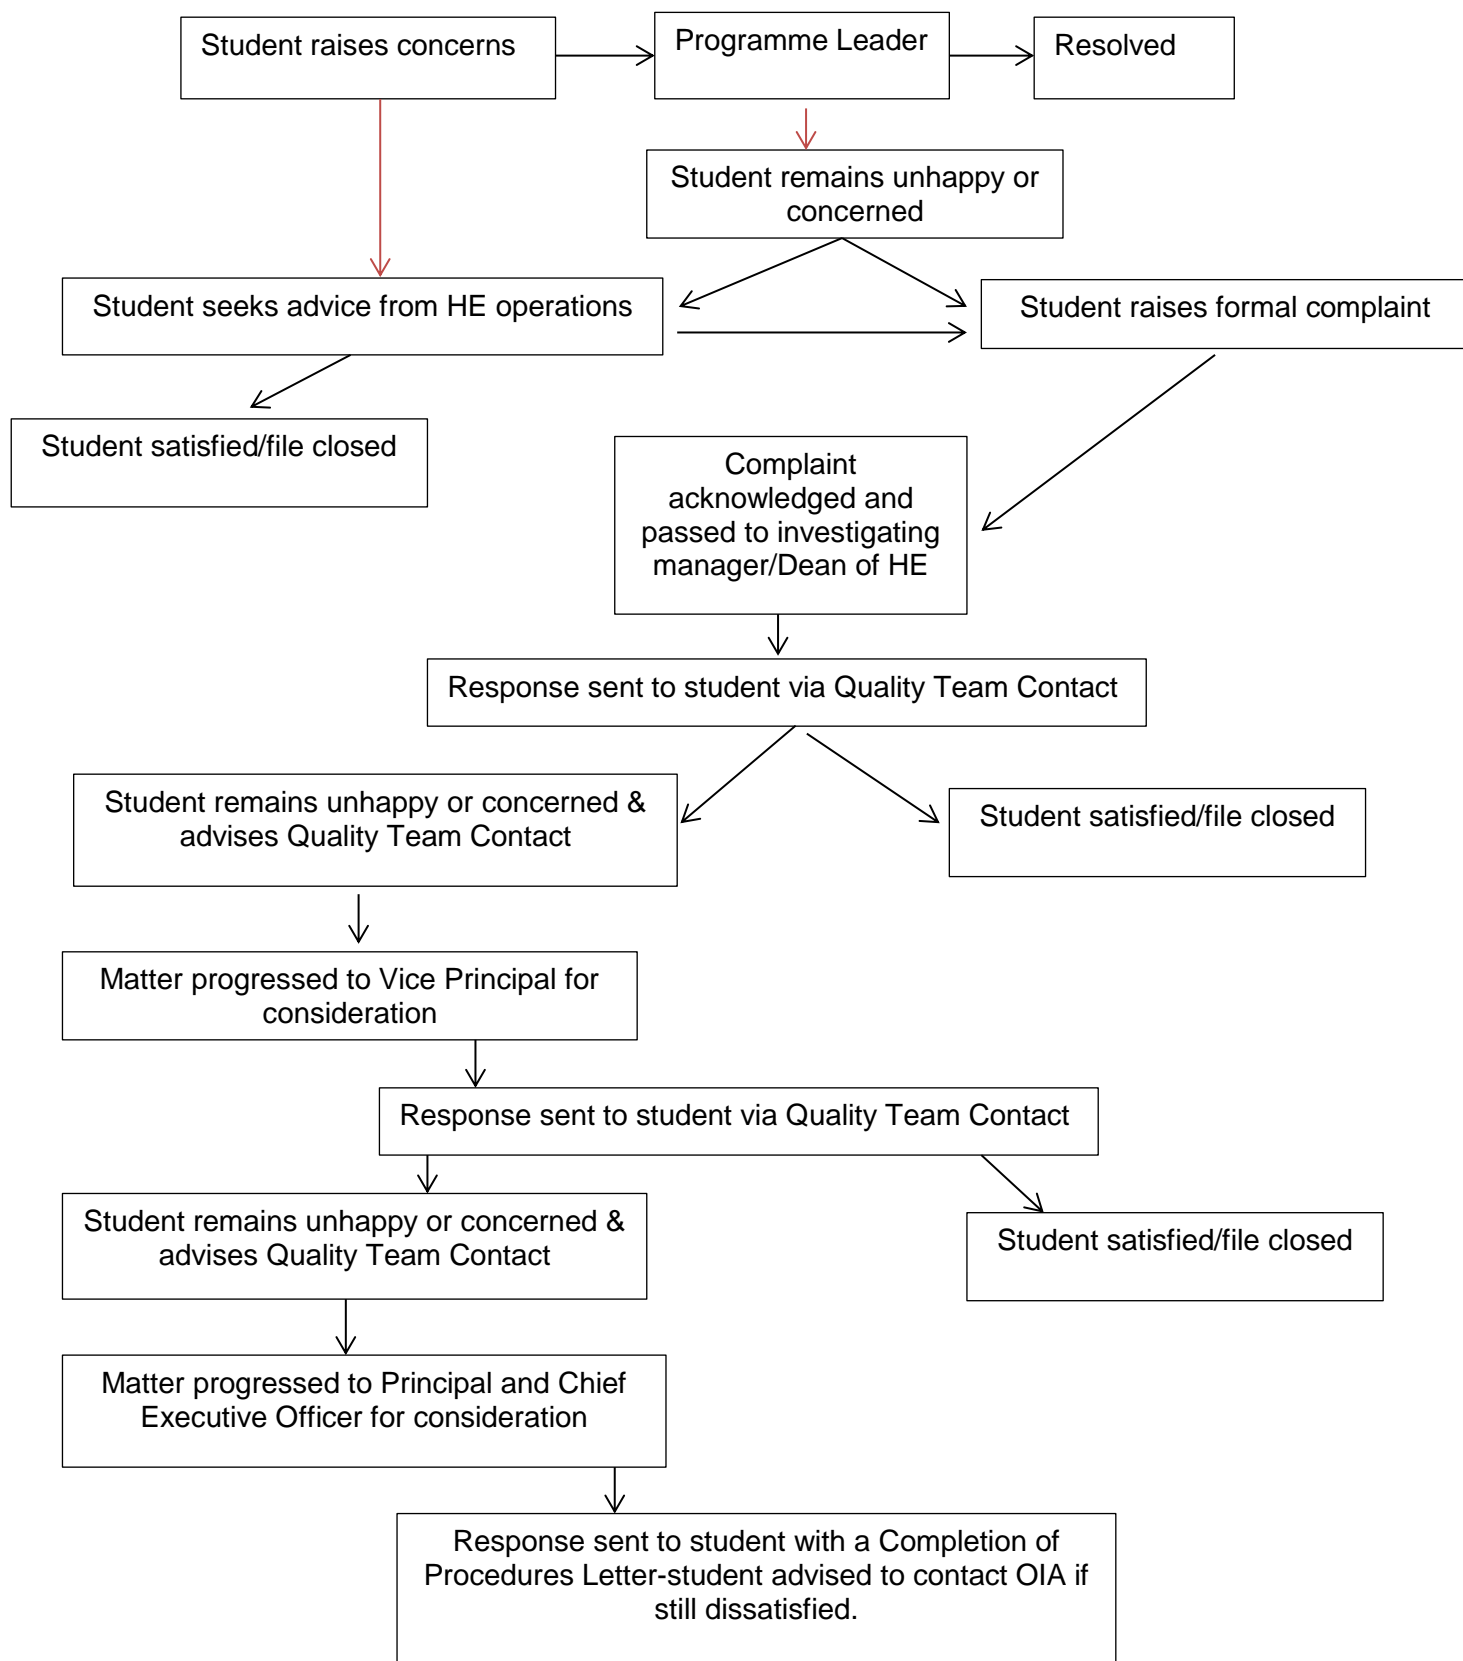 Student raises concerns
Programme Leader
Resolved
Student remains unhappy or
concerned
Student seeks advice from HE operations
Student raises formal complaint
Student satisfied/file closed
Complaint
acknowledged and
passed to investigating
manager/Dean of HE
Response sent to student via Quality Team Contact
Student remains unhappy or concerned &
advises Quality Team Contact
Student satisfied/file closed
Matter progressed to Vice Principal for
consideration
Response sent to student via Quality Team Contact
Student remains unhappy or concerned &
advises Quality Team Contact
Student satisfied/file closed
Matter progressed to Principal and Chief
Executive Officer for consideration
Response sent to student with a Completion of
Procedures Letter-student advised to contact OIA if
still dissatisfied.